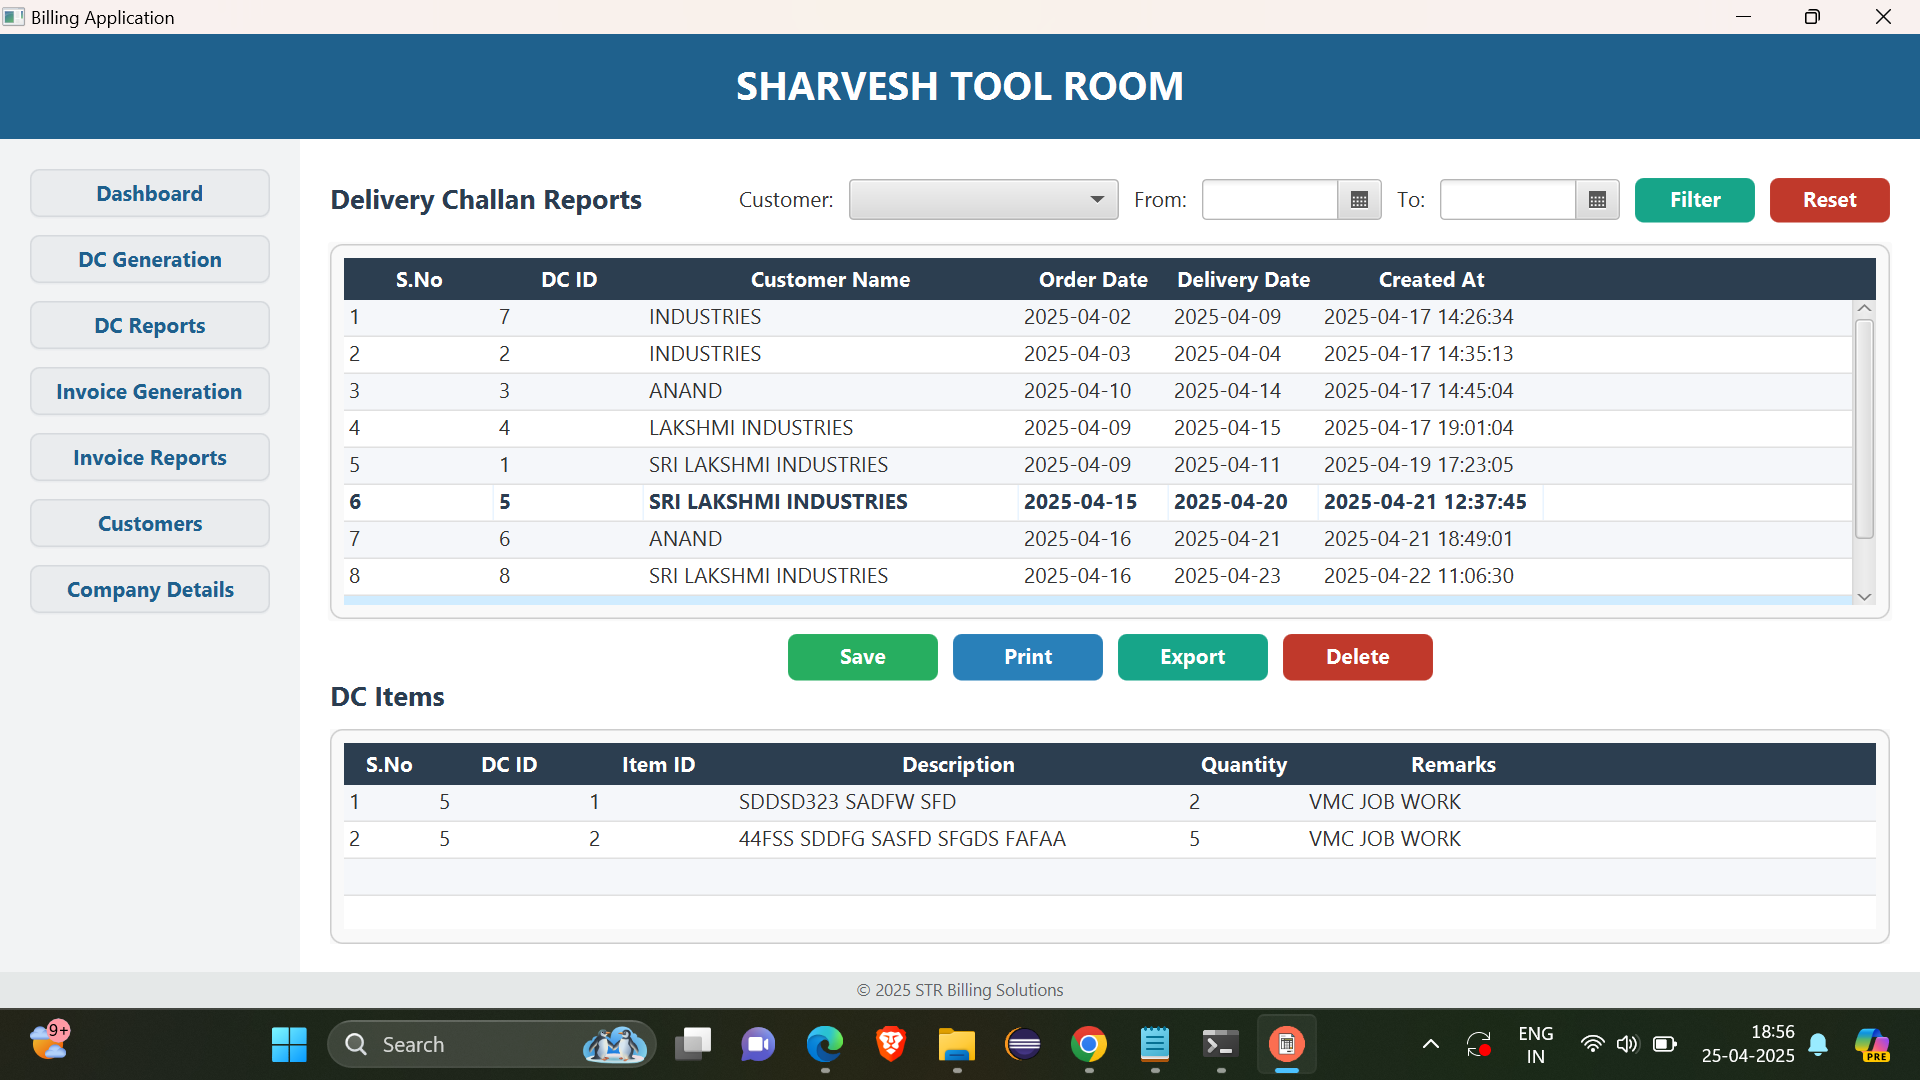 Billing Application
SHARVESH TOOL ROOM
Dashboard
DC Generation
DC Reports
Invoice Generation
Invoice Reports
Customers
Company Details
Delivery Challan Reports Customer: From: To: Filter Reset
S.No DC ID Customer Name Order Date Delivery Date Created At
1 7 INDUSTRIES 2025-04-02 2025-04-09 2025-04-17 14:26:34
2 2 INDUSTRIES 2025-04-03 2025-04-04 2025-04-17 14:35:13
3 3 ANAND 2025-04-10 2025-04-14 2025-04-17 14:45:04
4 4 LAKSHMI INDUSTRIES 2025-04-09 2025-04-15 2025-04-17 19:01:04
5 1 SRI LAKSHMI INDUSTRIES 2025-04-09 2025-04-11 2025-04-19 17:23:05
6 5 SRI LAKSHMI INDUSTRIES 2025-04-15 2025-04-20 2025-04-21 12:37:45
7 6 ANAND 2025-04-16 2025-04-21 2025-04-21 18:49:01
8 8 SRI LAKSHMI INDUSTRIES 2025-04-16 2025-04-23 2025-04-22 11:06:30
Save Print Export Delete
DC Items
S.No DC ID Item ID Description Quantity Remarks
1 5 1 SDDSD323 SADFW SFD 2 VMC JOB WORK
2 5 2 44FSS SDDFG SASFD SFGDS FAFAA 5 VMC JOB WORK
© 2025 STR Billing Solutions
9+
Search
ENG
IN
18:56
25-04-2025
PRE